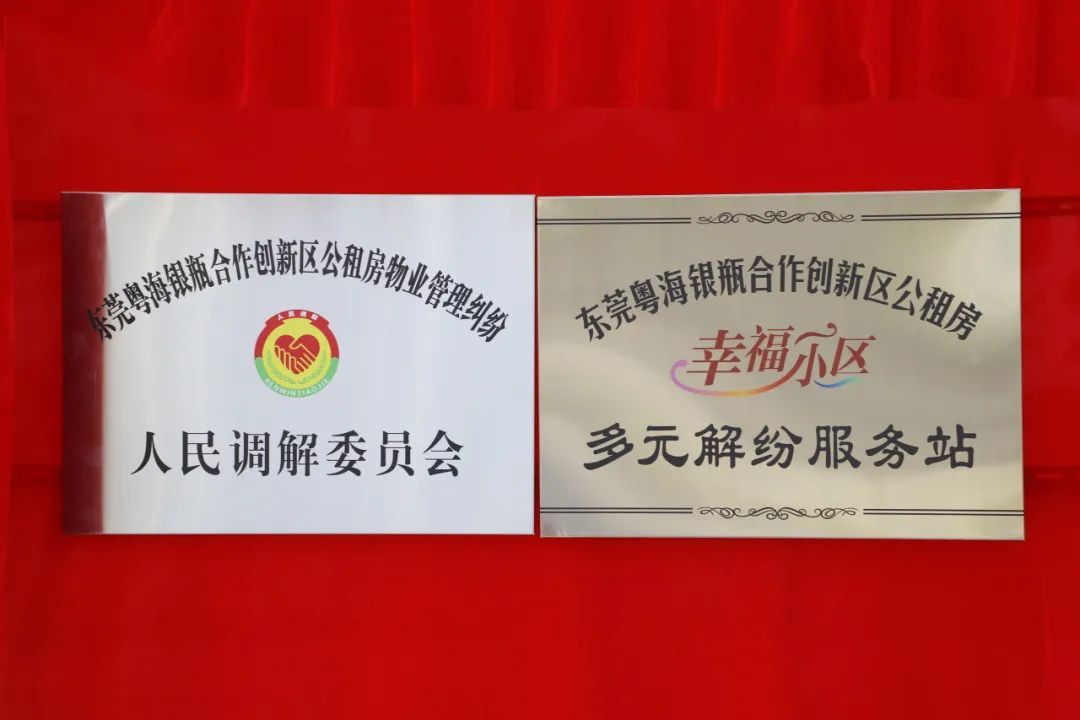 东莞粤海银瓶合作创新区公租房物业管理纠纷
人民调解
RENMINTIAOJIE
人民调解委员会
东莞粤海银瓶合作创新区公租房
幸福小区
多元解纷服务站